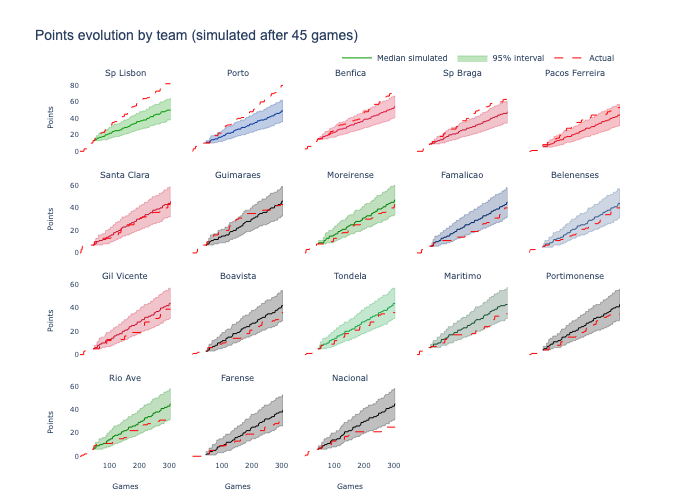 Points evolution by team (simulated after 45 games)
Median simulated 95% interval Actual
Sp Lisbon Porto Benfica Sp Braga Pacos Ferreira
80
60
40
20
0
Points
Santa Clara Guimaraes Moreirense Famalicao Belenenses
60
40
20
0
Points
Gil Vicente Boavista Tondela Maritimo Portimonense
60
40
20
0
Points
Rio Ave Farense Nacional
60
40
20
0
Points
100 200 300 100 200 300 100 200 300
Games Games Games